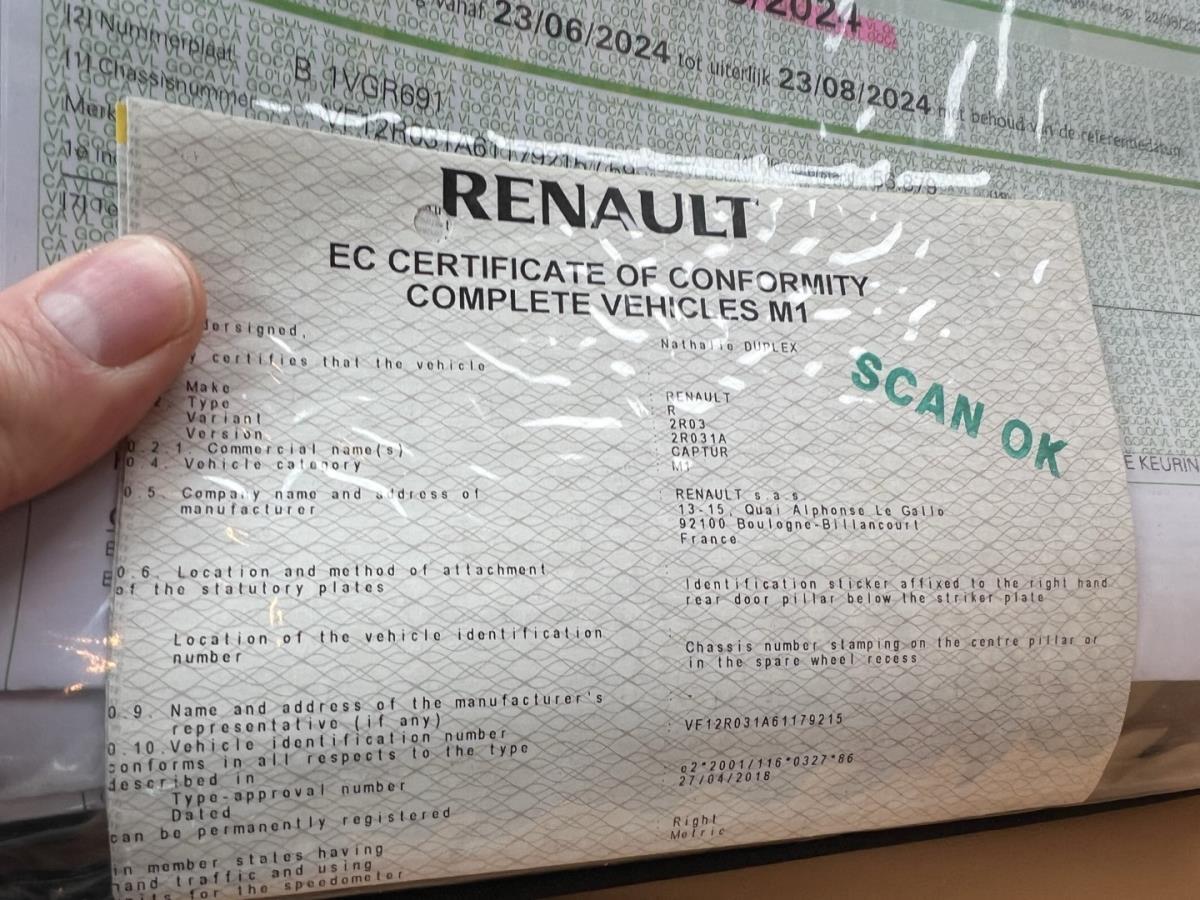 /2024
vanaf 23/06/2024 tot uiterlijk 23/08/2024 met behoud van de referentiedatum
[2] Nummerplaat B 1VGR691
[1] Chassisnummer
Merk
RENAULT
EC CERTIFICATE OF CONFORMITY
COMPLETE VEHICLES M1
dersigned, Nathalie DUPLEX
y certifies that the vehicle
Make : RENAULT
Type : R
Variant : 2R03
Version : 2R031A
0.2.1. Commercial name(s) : CAPTUR
0.4. Vehicle category : M1
SCAN OK
E KEURIN
0.5. Company name and address of : RENAULT s.a.s.
manufacturer 13-15, Quai Alphonse Le Gallo
92100 Boulogne-Billancourt
France
0.6. Location and method of attachment :
of the statutory plates Identification sticker affixed to the right hand
rear door pillar below the striker plate
Location of the vehicle identification :
number Chassis number stamping on the centre pillar or
in the spare wheel recess
0.9. Name and address of the manufacturer's : -
representative (if any)
0.10.Vehicle identification number : VF12R031A61179215
conforms in all respects to the type
described in
Type-approval number : e2*2001/116*0327*86
Dated : 27/04/2018
can be permanently registered
in member states having : Right
hand traffic and using : Metric
its for the speedometer